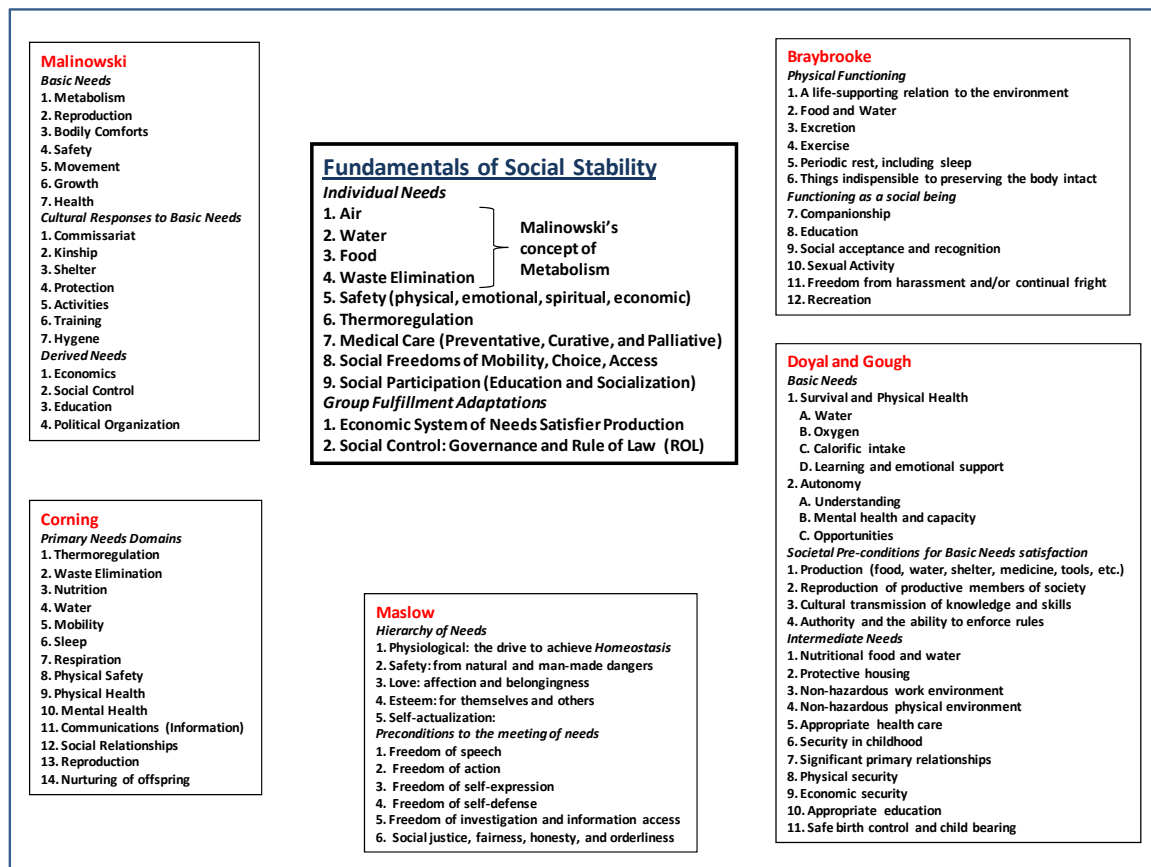 Malinowski
Basic Needs
1. Metabolism
2. Reproduction
3. Bodily Comforts
4. Safety
5. Movement
6. Growth
7. Health
Cultural Responses to Basic Needs
1. Commissariat
2. Kinship
3. Shelter
4. Protection
5. Activities
6. Training
7. Hygene
Derived Needs
1. Economics
2. Social Control
3. Education
4. Political Organization
Corning
Primary Needs Domains
1. Thermoregulation
2. Waste Elimination
3. Nutrition
4. Water
5. Mobility
6. Sleep
7. Respiration
8. Physical Safety
9. Physical Health
10. Mental Health
11. Communications (Information)
12. Social Relationships
13. Reproduction
14. Nurturing of offspring
Fundamentals of Social Stability
Individual Needs
1. Air
2. Water
3. Food
4. Waste Elimination
Malinowski's
concept of
Metabolism
5. Safety (physical, emotional, spiritual, economic)
6. Thermoregulation
7. Medical Care (Preventative, Curative, and Palliative)
8. Social Freedoms of Mobility, Choice, Access
9. Social Participation (Education and Socialization)
Group Fulfillment Adaptations
1. Economic System of Needs Satisfier Production
2. Social Control: Governance and Rule of Law (ROL)
Maslow
Hierarchy of Needs
1. Physiological: the drive to achieve Homestasis
2. Safety: from natural and man-made dangers
3. Love: affection and belongingness
4. Esteem: for themselves and others
5. Self-actualization:
Preconditions to the meeting of needs
1. Freedom of speech
2. Freedom of action
3. Freedom of self-expression
4. Freedom of self-defense
5. Freedom of investigation and information access
6. Social justice, fairness, honesty, and orderliness
Braybrooke
Physical Functioning
1. A life-supporting relation to the environment
2. Food and Water
3. Excretion
4. Exercise
5. Periodic rest, including sleep
6. Things indispensible to preserving the body intact
Functioning as a social being
7. Companionship
8. Education
9. Social acceptance and recognition
10. Sexual Activity
11. Freedom from harassment and/or continual fright
12. Recreation
Doyal and Gough
Basic Needs
1. Survival and Physical Health
A. Water
B. Oxygen
C. Calorific intake
D. Learning and emotional support
2. Autonomy
A. Understanding
B. Mental health and capacity
C. Opportunities
Societal Pre-conditions for Basic Needs satisfaction
1. Production (food, water, shelter, medicine, tools, etc.)
2. Reproduction of productive members of society
3. Cultural transmission of knowledge and skills
4. Authority and the ability to enforce rules
Intermediate Needs
1. Nutritional food and water
2. Protective housing
3. Non-hazardous work environment
4. Non-hazardous physical environment
5. Appropriate health care
6. Security in childhood
7. Significant primary relationships
8. Physical security
9. Economic security
10. Appropriate education
11. Safe birth control and child bearing